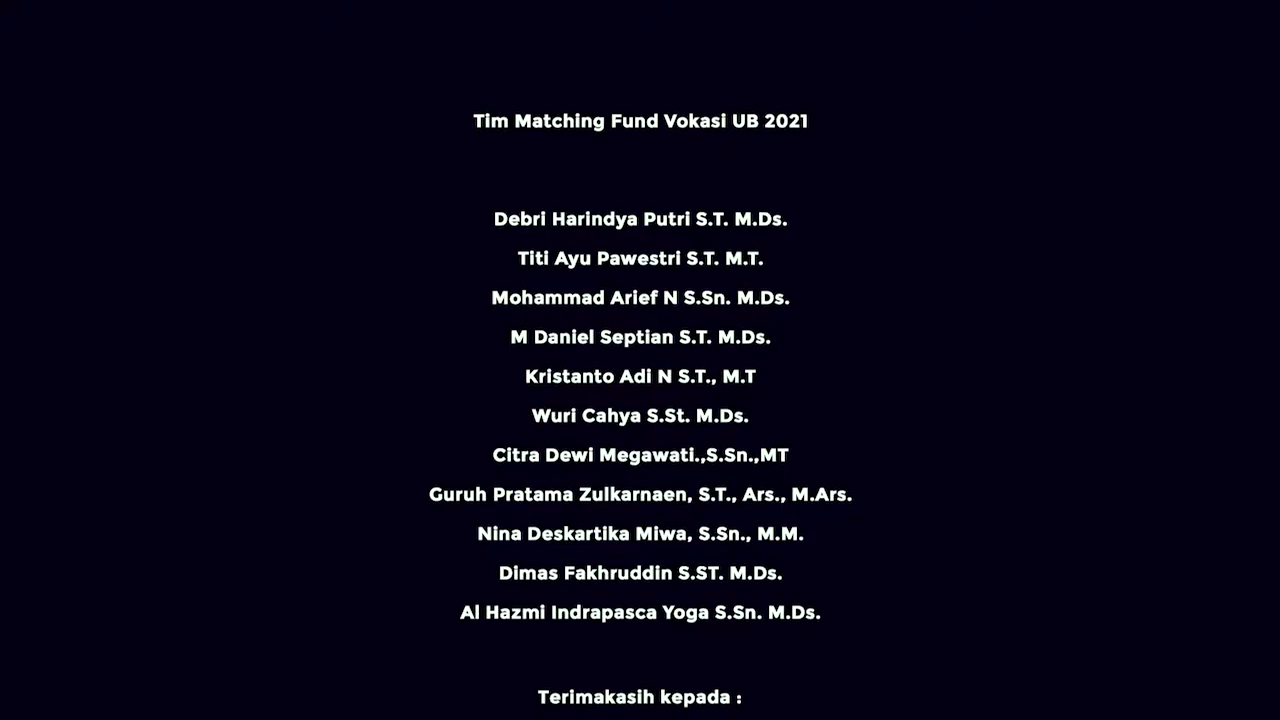 Tim Matching Fund Vokasi UB 2021
Debri Harindya Putri S.T. M.Ds.
Titi Ayu Pawestri S.T. M.T.
Mohammad Arief N S.Sn. M.Ds.
M Daniel Septian S.T. M.Ds.
Kristanto Adi N S.T., M.T
Wuri Cahya S.St. M.Ds.
Citra Dewi Megawati.,S.Sn.,MT
Guruh Pratama Zulkarnaen, S.T., Ars., M.Ars.
Nina Deskartika Miwa, S.Sn., M.M.
Dimas Fakhruddin S.ST. M.Ds.
Al Hazmi Indrapasca Yoga S.Sn. M.Ds.
Terimakasih kepada :